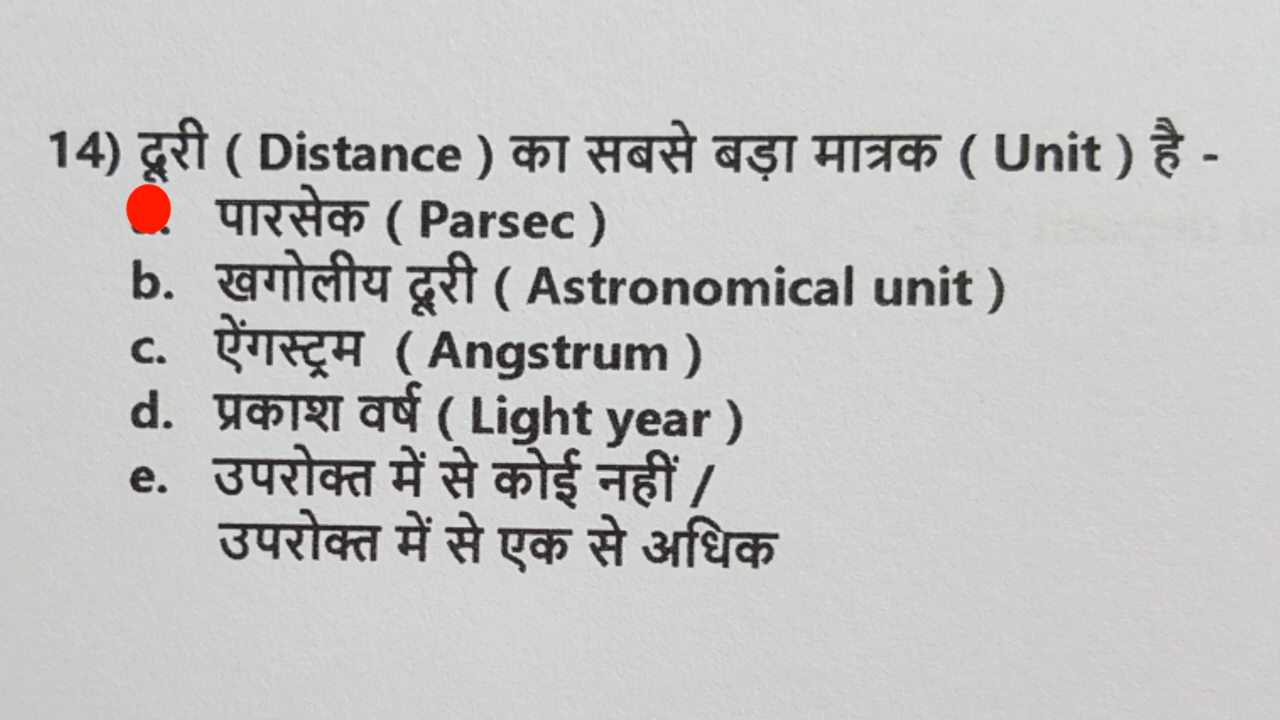 14) दूरी ( Distance ) का सबसे बड़ा मात्रक ( Unit ) है -
पारसेक ( Parsec )
b. खगोलीय दूरी ( Astronomical unit )
c. ऐंगस्ट्रम ( Angstrum )
d. प्रकाश वर्ष ( Light year )
e. उपरोक्त में से कोई नहीं /
उपरोक्त में से एक से अधिक